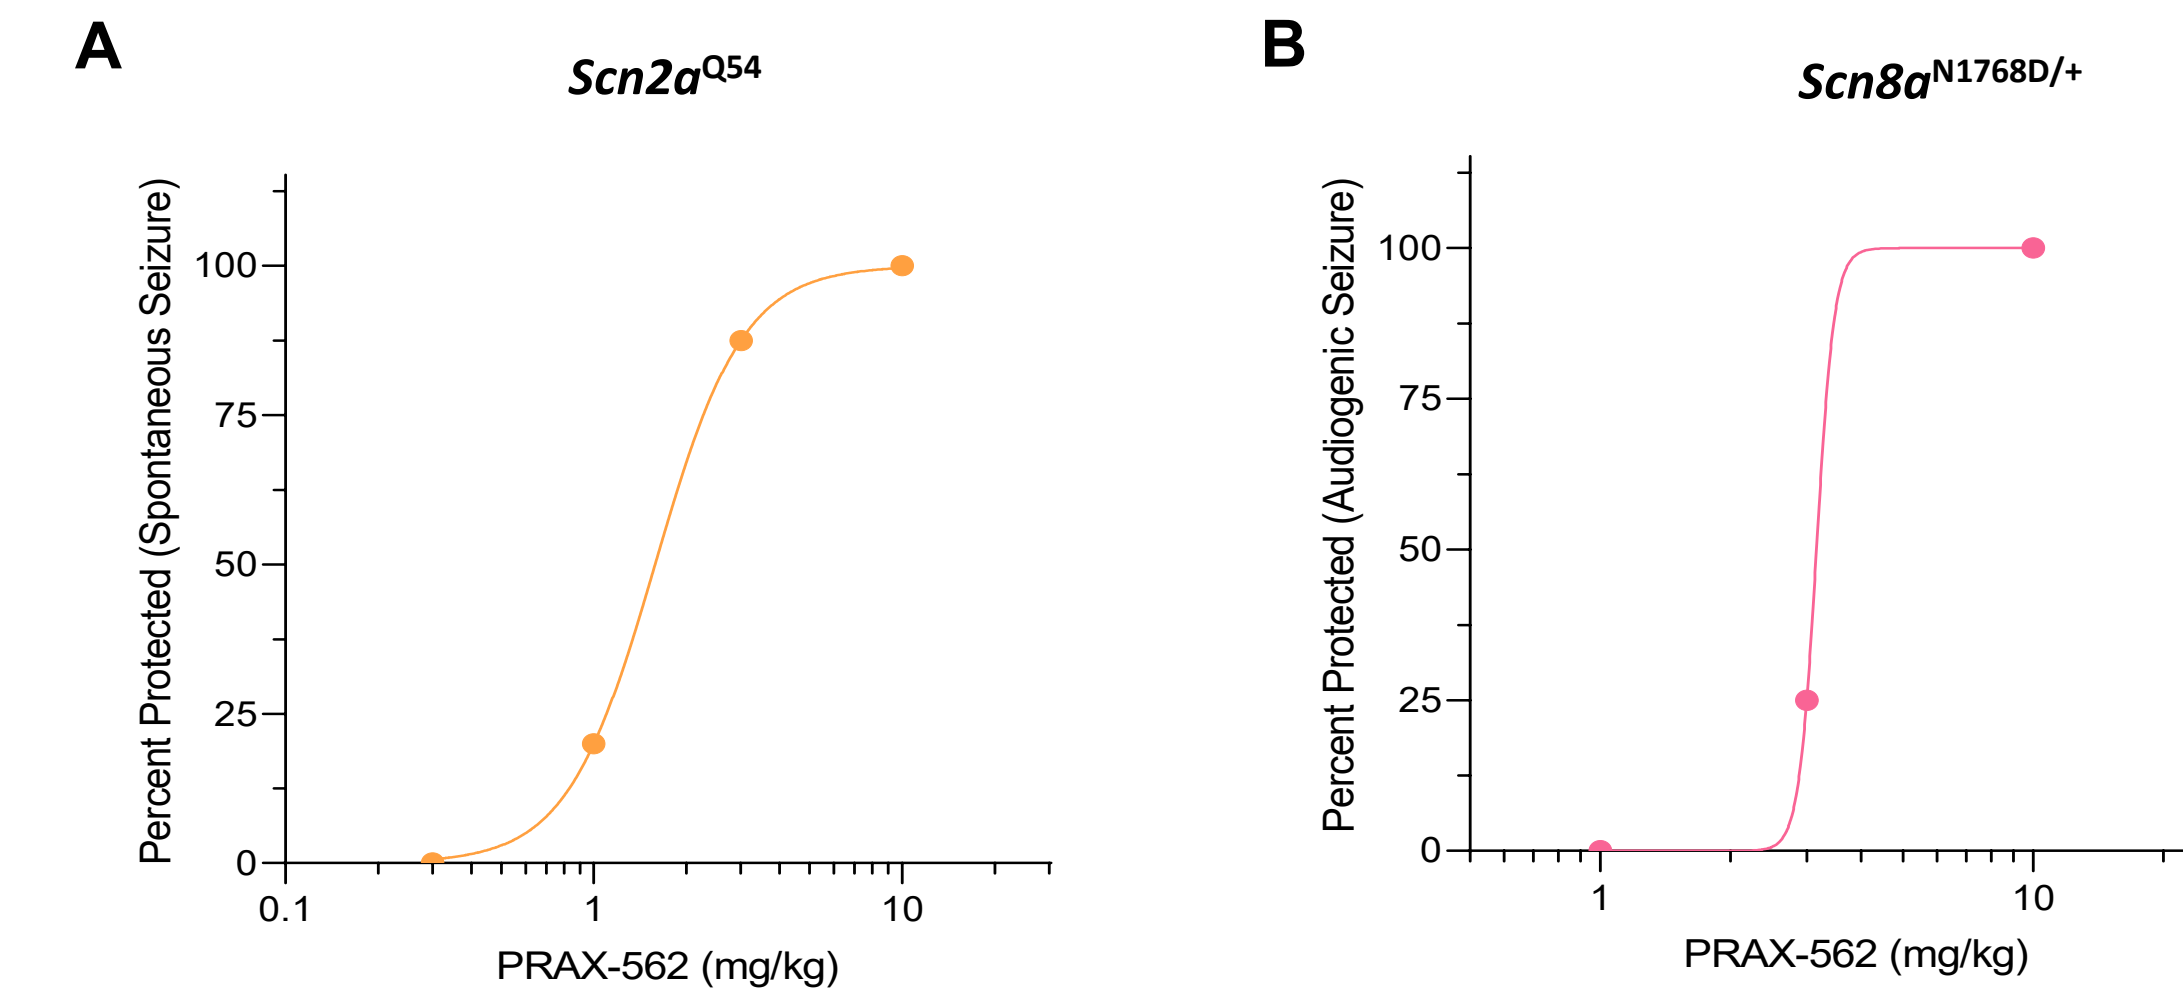 A
Scn2aQ54
Percent Protected (Spontaneous Seizure)
100
75
50
25
0
0.1 1 10
PRAX-562 (mg/kg)
B
Scn8aN1768D/+
Percent Protected (Audiogenic Seizure)
100
75
50
25
0
1 10
PRAX-562 (mg/kg)